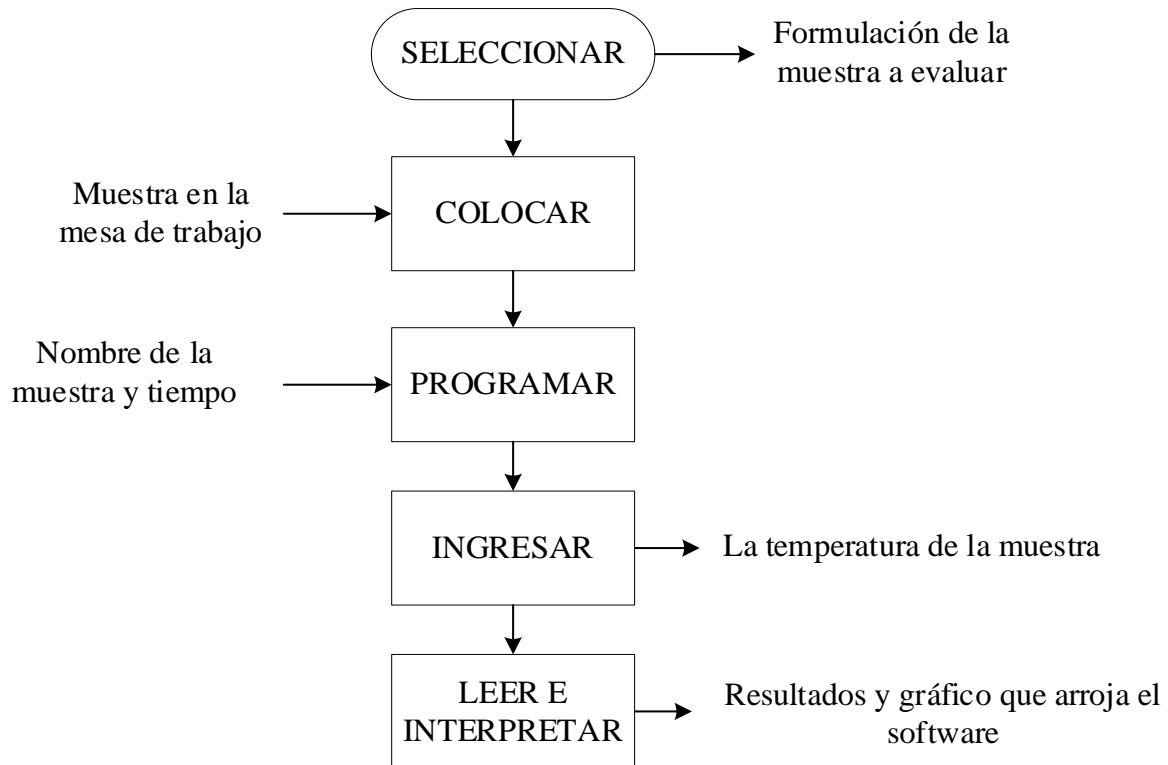 SELECCIONAR
Formulación de la
muestra a evaluar
Muestra en la
mesa de trabajo
COLOCAR
Nombre de la
muestra y tiempo
PROGRAMAR
INGRESAR
La temperatura de la muestra
LEER E
INTERPRETAR
Resultados y gráfico que arroja el
software